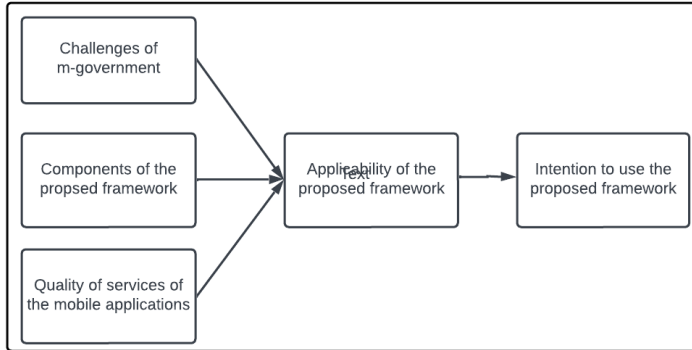 Challenges of
m-government
Components of the
propsed framework
Quality of services of
the mobile applications
Applicability of the
Text
proposed framework
Intention to use the
proposed framework